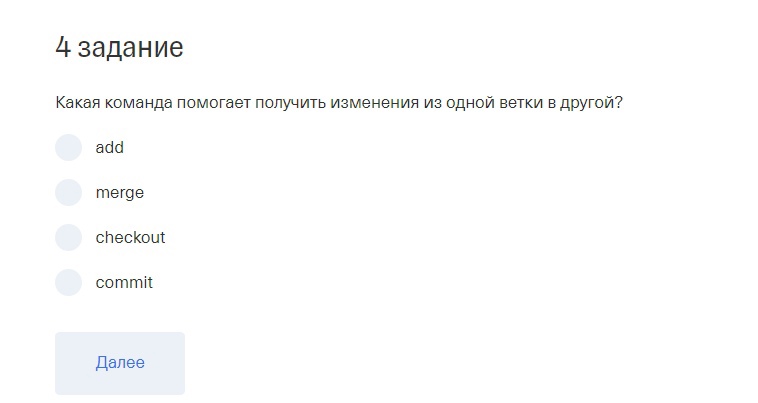 4 задание
Какая команда помогает получить изменения из одной ветки в другой?
add
merge
checkout
commit
Далее